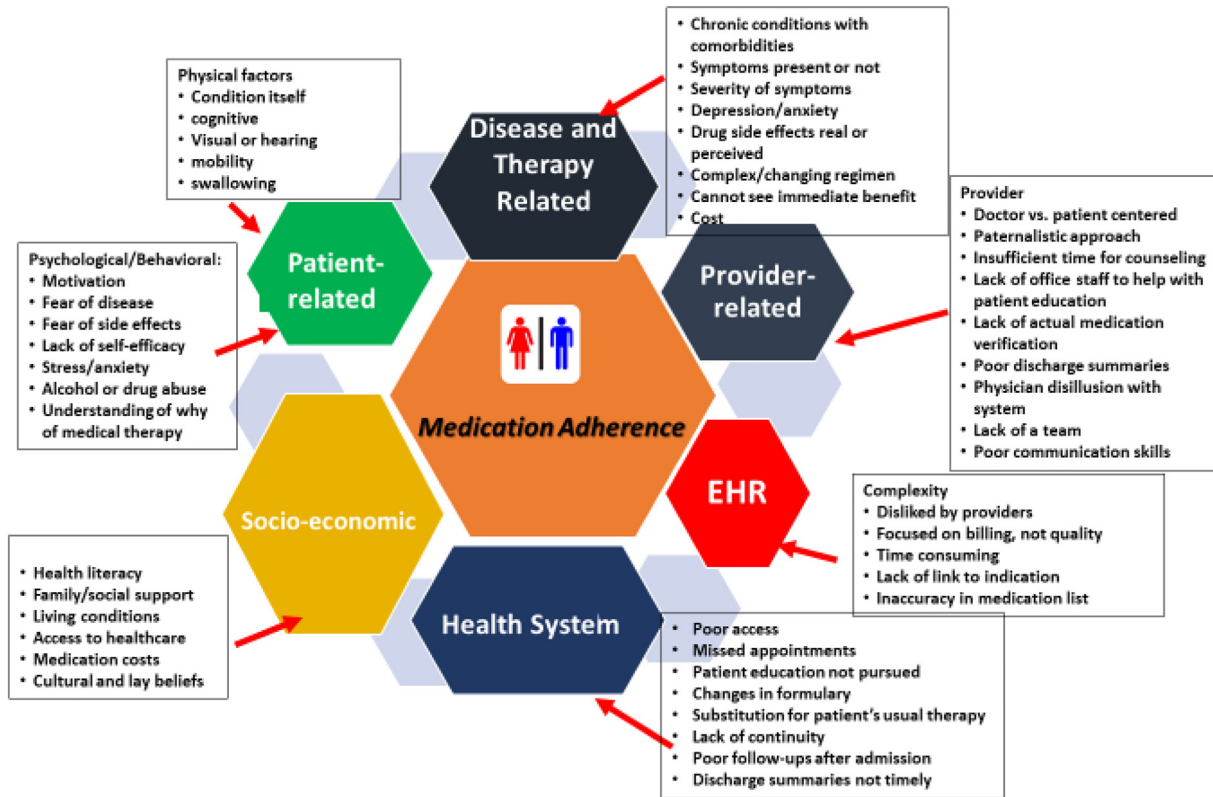 Physical factors
• Condition itself
• cognitive
• Visual or hearing
• mobility
• swallowing
Psychological/Behavioral:
• Motivation
• Fear of disease
• Fear of side effects
• Lack of self-efficacy
• Stress/anxiety
• Alcohol or drug abuse
• Understanding of why
of medical therapy
• Health literacy
• Family/social support
• Living conditions
• Access to healthcare
• Medication costs
• Cultural and lay beliefs
Disease and
Therapy
Related
Patient-
related
Provider-
related
Medication Adherence
Socio-economic
EHR
Health System
• Chronic conditions with
comorbidities
• Symptoms present or not
• Severity of symptoms
• Depression/anxiety
• Drug side effects real or
perceived
• Complex/changing regimen
• Cannot see immediate benefit
• Cost
Provider
• Doctor vs. patient centered
• Paternalistic approach
• Insufficient time for counseling
• Lack of office staff to help with
patient education
• Lack of actual medication
verification
• Poor discharge summaries
• Physician disillusion with
system
• Lack of a team
• Poor communication skills
Complexity
• Disliked by providers
• Focused on billing, not quality
• Time consuming
• Lack of link to indication
• Inaccuracy in medication list
• Poor access
• Missed appointments
• Patient education not pursued
• Changes in formulary
• Substitution for patient's usual therapy
• Lack of continuity
• Poor follow-ups after admission
• Discharge summaries not timely